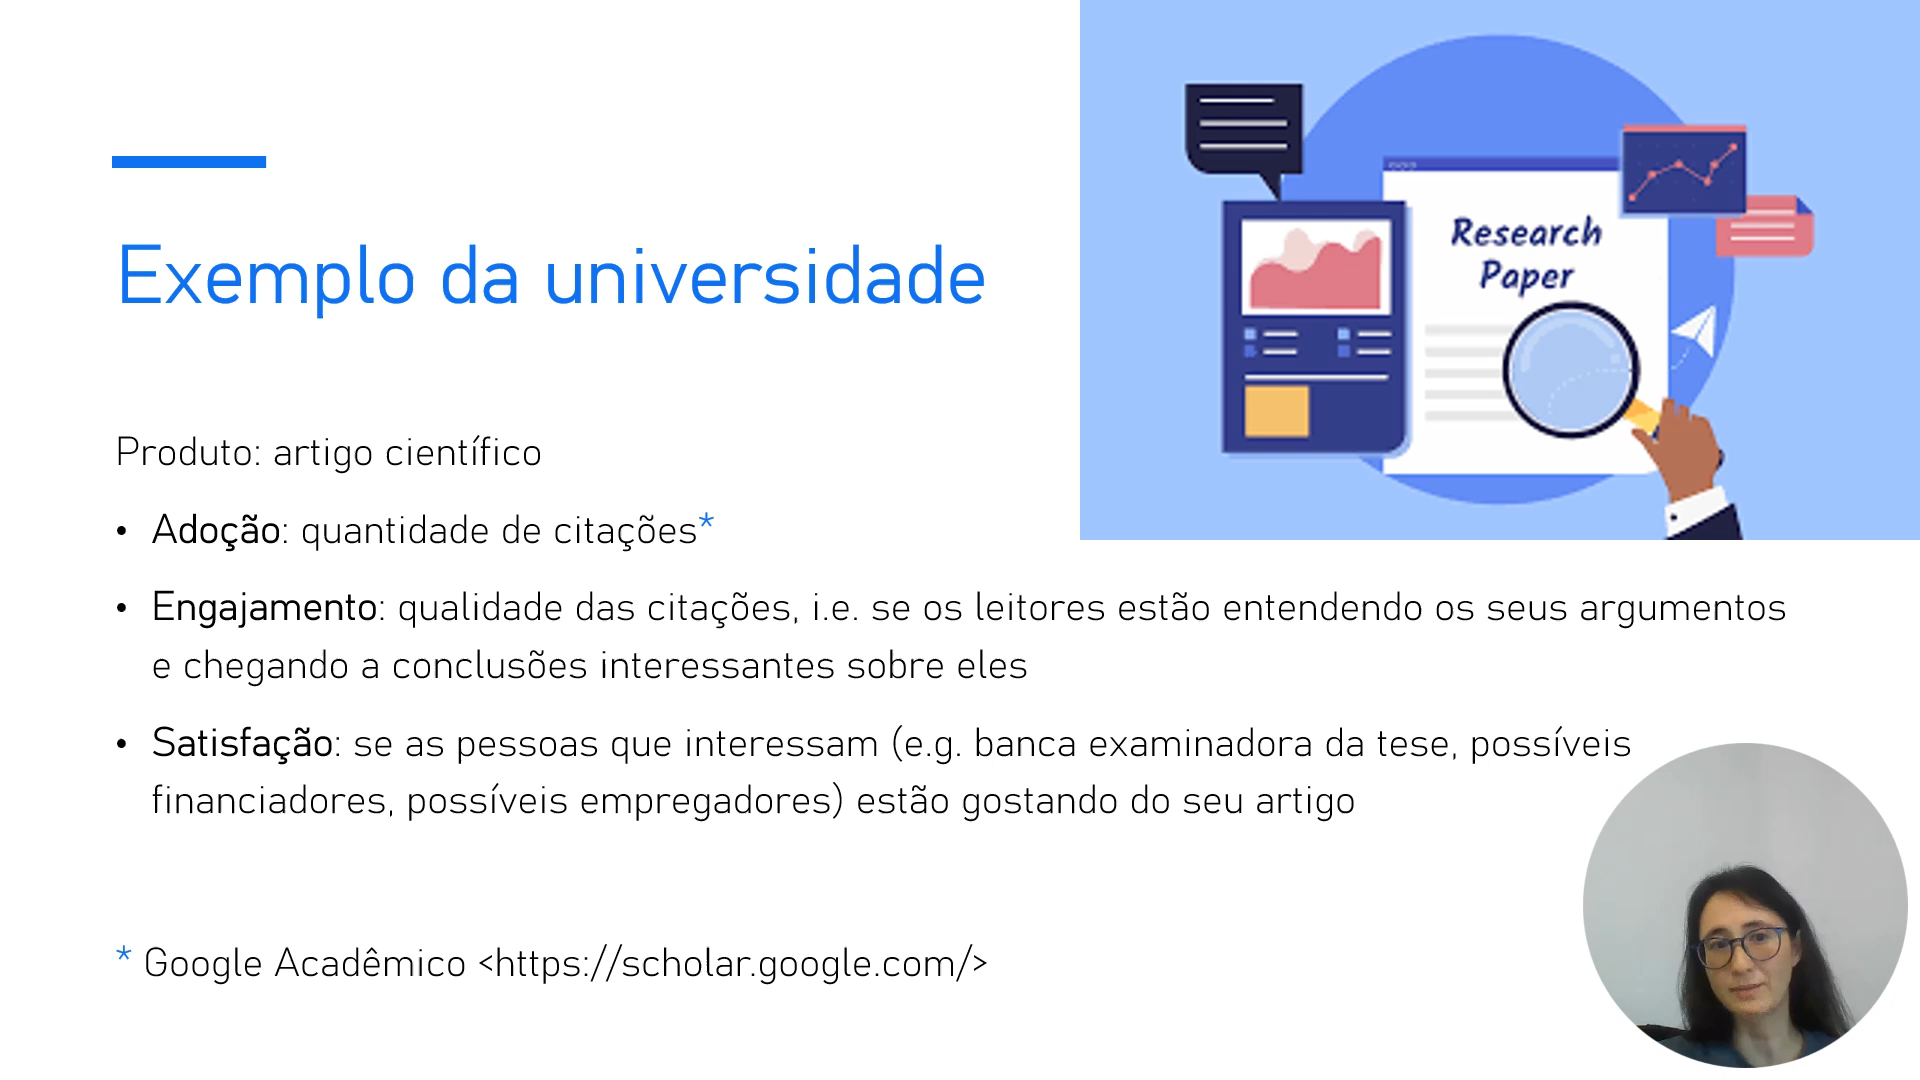 Exemplo da universidade
Research
Paper
Produto: artigo científico
• Adoção: quantidade de citações*
• Engajamento: qualidade das citações, i.e. se os leitores estão entendendo os seus argumentos
e chegando a conclusões interessantes sobre eles
• Satisfação: se as pessoas que interessam (e.g. banca examinadora da tese, possíveis
financiadores, possíveis empregadores) estão gostando do seu artigo
* Google Acadêmico <https://scholar.google.com/>